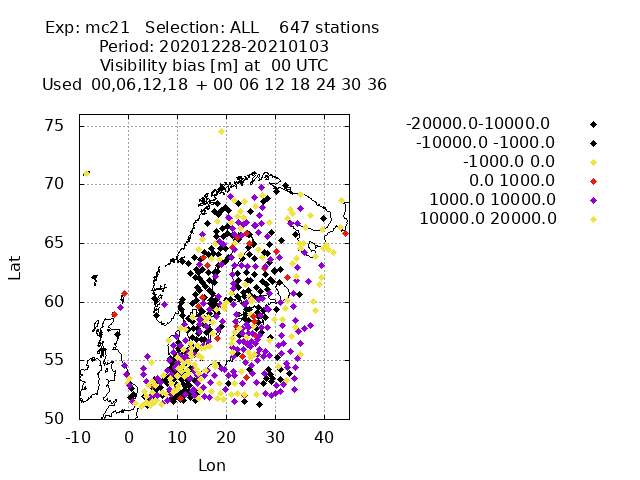 Exp: mc21 Selection: ALL 647 stations
Period: 20201228-20210103
Visibility bias [m] at 00 UTC
Used 00,06,12,18 + 00 06 12 18 24 30 36
-20000.0-10000.0
-10000.0 -1000.0
-1000.0 0.0
0.0 1000.0
1000.0 10000.0
10000.0 20000.0
75
70
65
60
55
50
Lat
-10 0 10 20 30 40
Lon